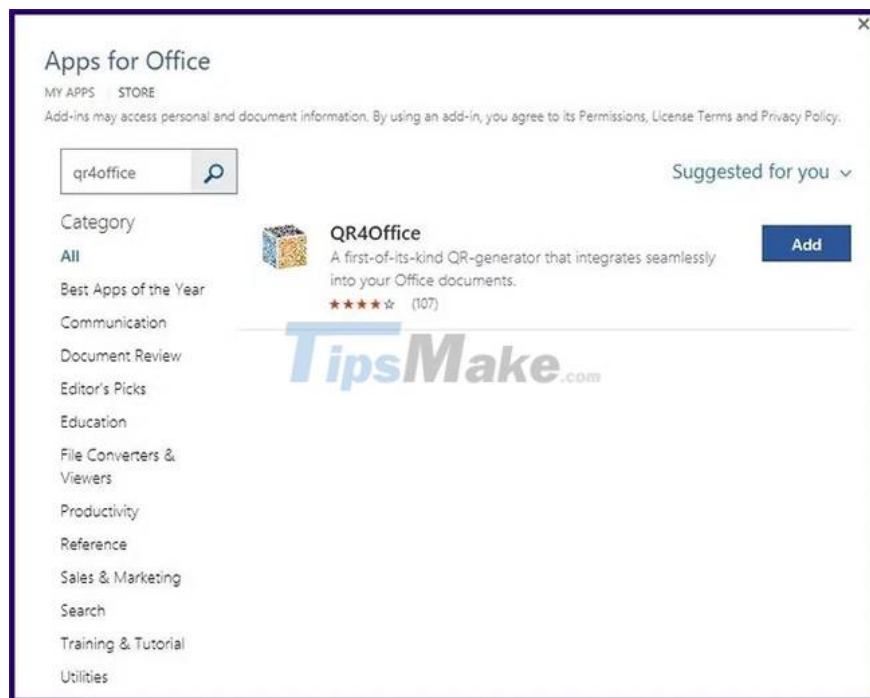 Apps for Office
MY APPS STORE
Add-ins may access personal and document information. By using an add-in, you agree to its Permissions, License Terms and Privacy Policy.
qr4office
Suggested for you
Category
All
Best Apps of the Year
Communication
Document Review
Editor's Picks
Education
File Converters &
Viewers
Productivity
Reference
Sales & Marketing
Search
Training & Tutorial
Utilities
QR4Office
A first-of-its-kind QR-generator that integrates seamlessly
into your Office documents.
★★★★☆ (107)
Add
TipsMake.com